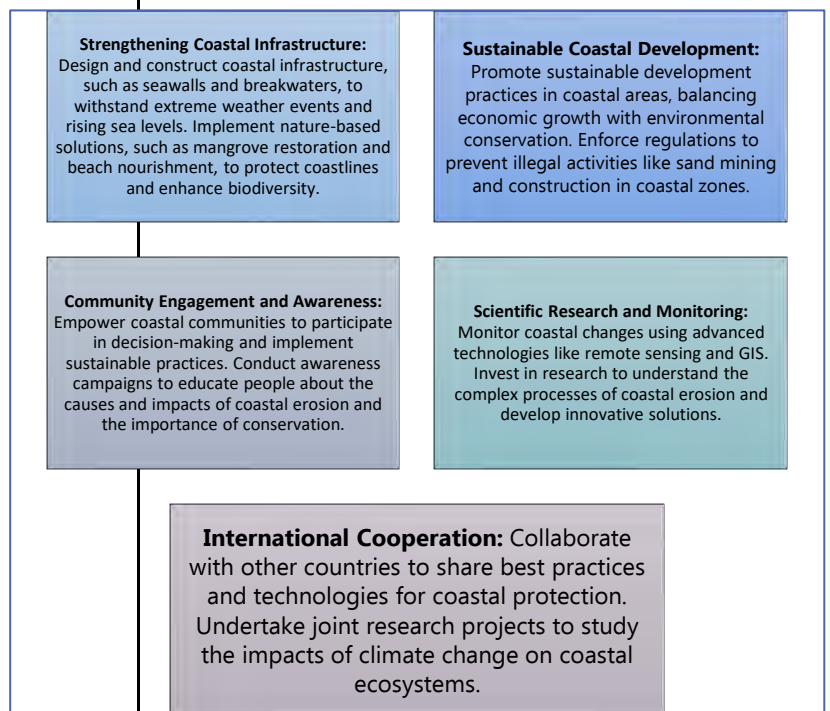 Strengthening Coastal Infrastructure:
Design and construct coastal infrastructure,
such as seawalls and breakwaters, to
withstand extreme weather events and
rising sea levels. Implement nature-based
solutions, such as mangrove restoration and
beach nourishment, to protect coastlines
and enhance biodiversity.
Sustainable Coastal Development:
Promote sustainable development
practices in coastal areas, balancing
economic growth with environmental
conservation. Enforce regulations to
prevent illegal activities like sand mining
and construction in coastal zones.
Community Engagement and Awareness:
Empower coastal communities to participate
in decision-making and implement
sustainable practices. Conduct awareness
campaigns to educate people about the
causes and impacts of coastal erosion and
the importance of conservation.
Scientific Research and Monitoring:
Monitor coastal changes using advanced
technologies like remote sensing and GIS.
Invest in research to understand the
complex processes of coastal erosion and
develop innovative solutions.
International Cooperation: Collaborate
with other countries to share best practices
and technologies for coastal protection.
Undertake joint research projects to study
the impacts of climate change on coastal
ecosystems.